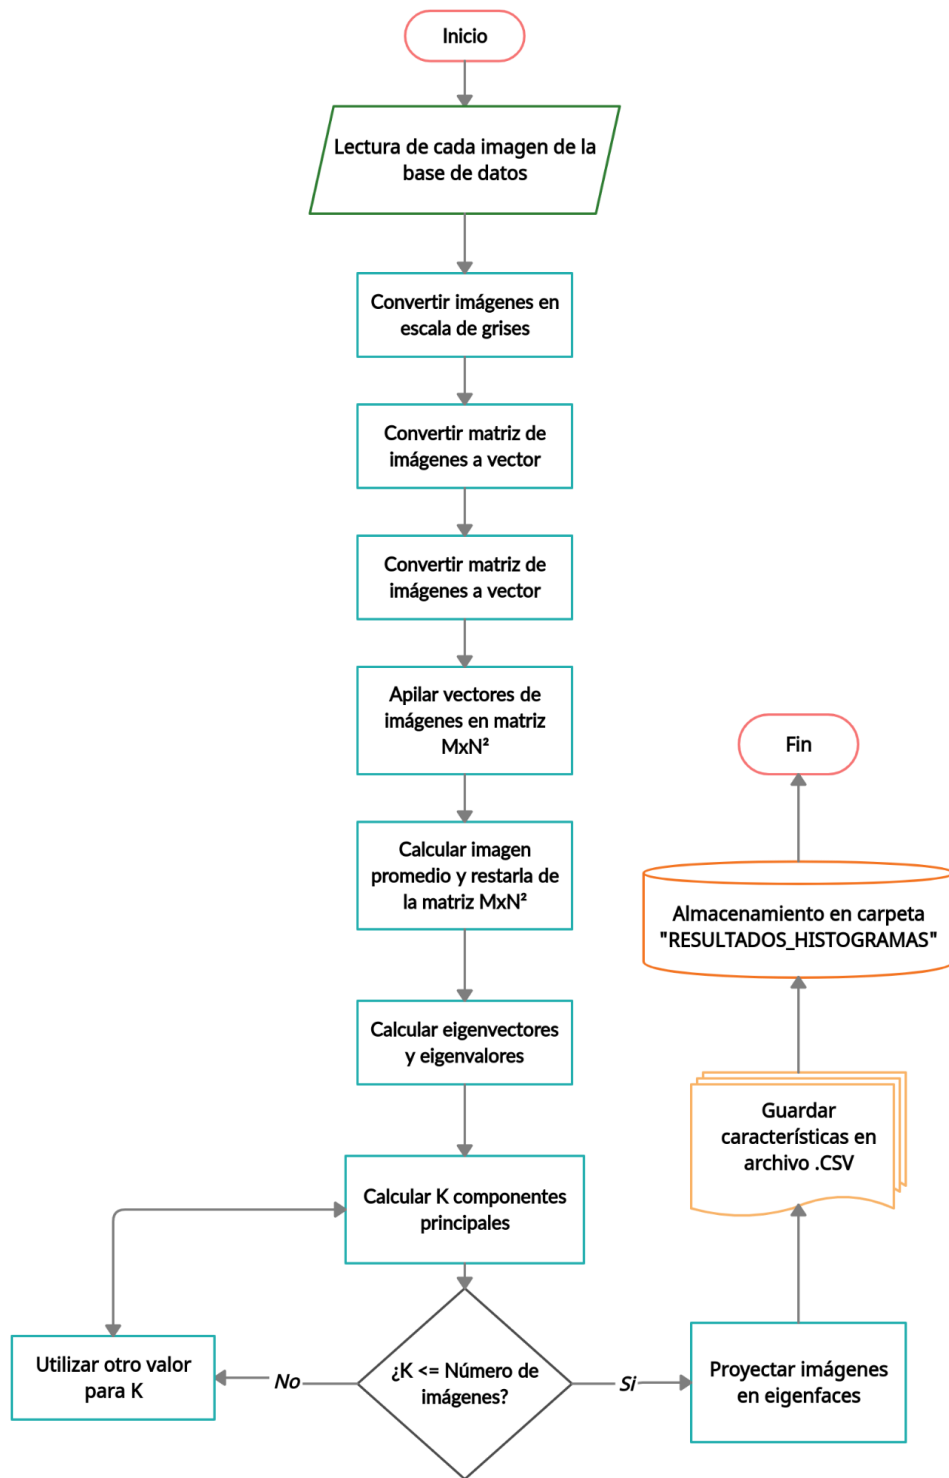 Inicio
Lectura de cada imagen de la
base de datos
Convertir imágenes en
escala de grises
Convertir matriz de
imágenes a vector
Convertir matriz de
imágenes a vector
Apilar vectores de
imágenes en matriz
MxN²
Calcular imagen
promedio y restarla de
la matriz MxN²
Calcular eigenvectores
y eigenvalores
Calcular K componentes
principales
¿K <= Número de
imágenes?
No
Utilizar otro valor
para K
Si
Proyectar imágenes
en eigenfaces
Guardar
características en
archivo .CSV
Almacenamiento en carpeta
"RESULTADOS_HISTOGRAMAS"
Fin